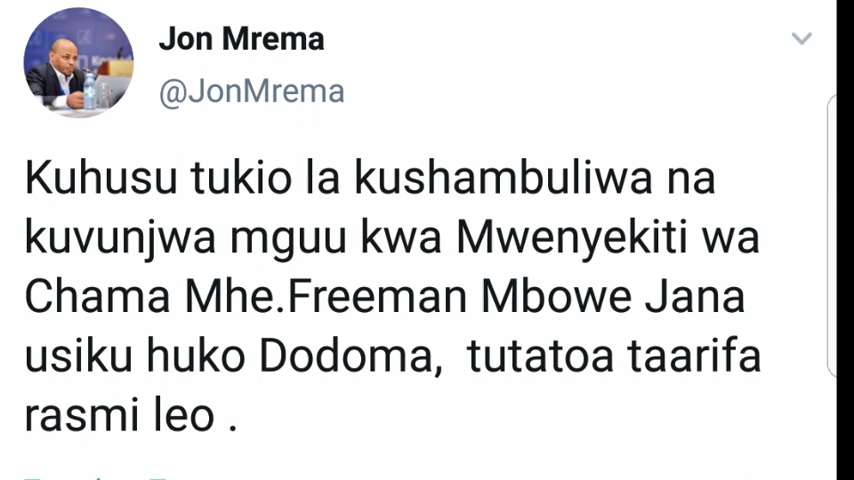 Jon Mrema
@JonMrema
Kuhusu tukio la kushambuliwa na
kuvunjwa mguu kwa Mwenyekiti wa
Chama Mhe.Freeman Mbowe Jana
usiku huko Dodoma, tutatoa taarifa
rasmi leo .